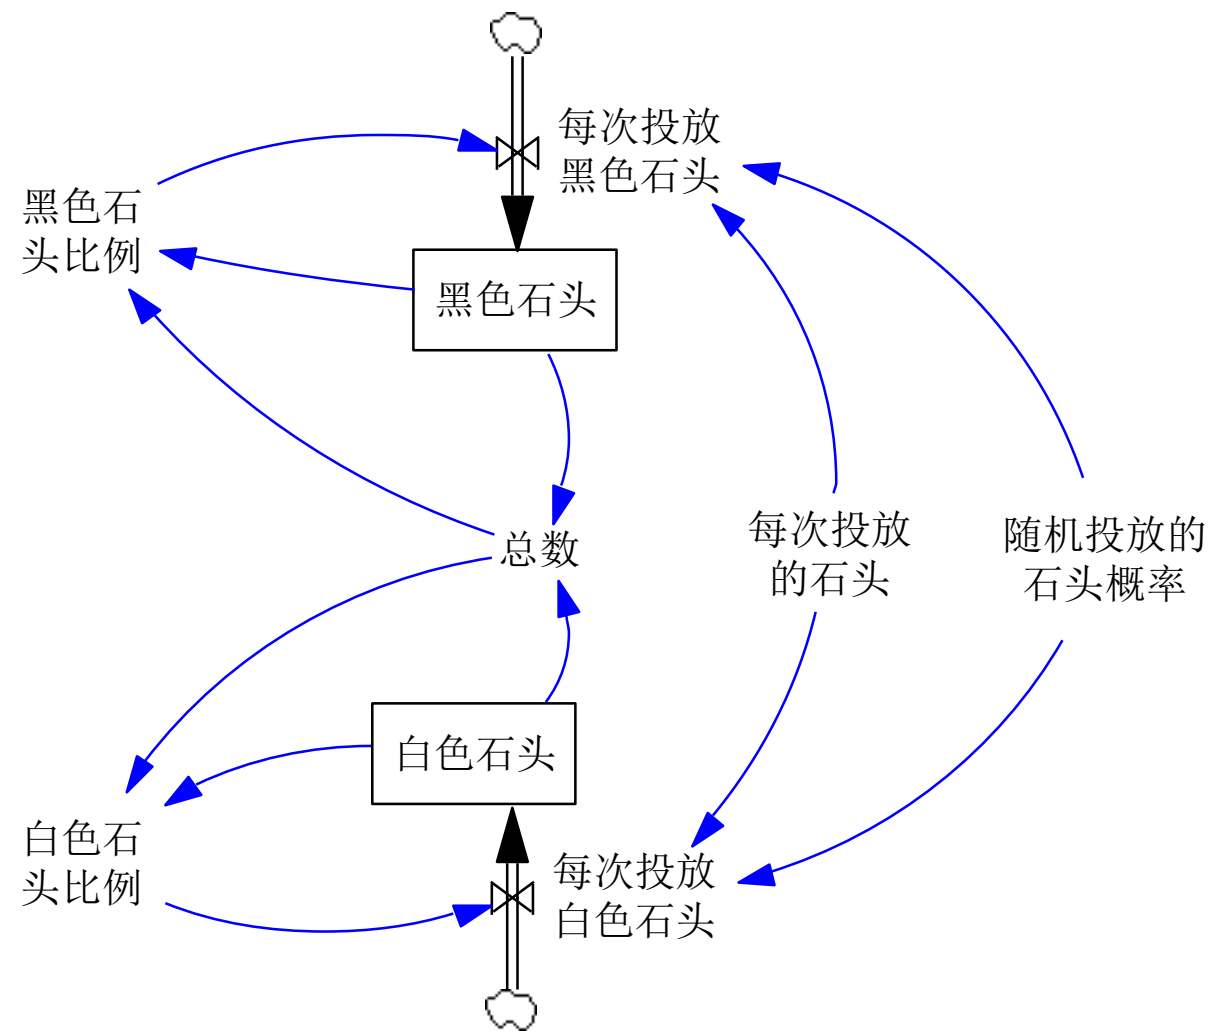 每次投放
黑色石头
黑色石
头比例
黑色石头
总数
每次投放
的石头
随机投放的
石头概率
白色石头
白色石
头比例
每次投放
白色石头